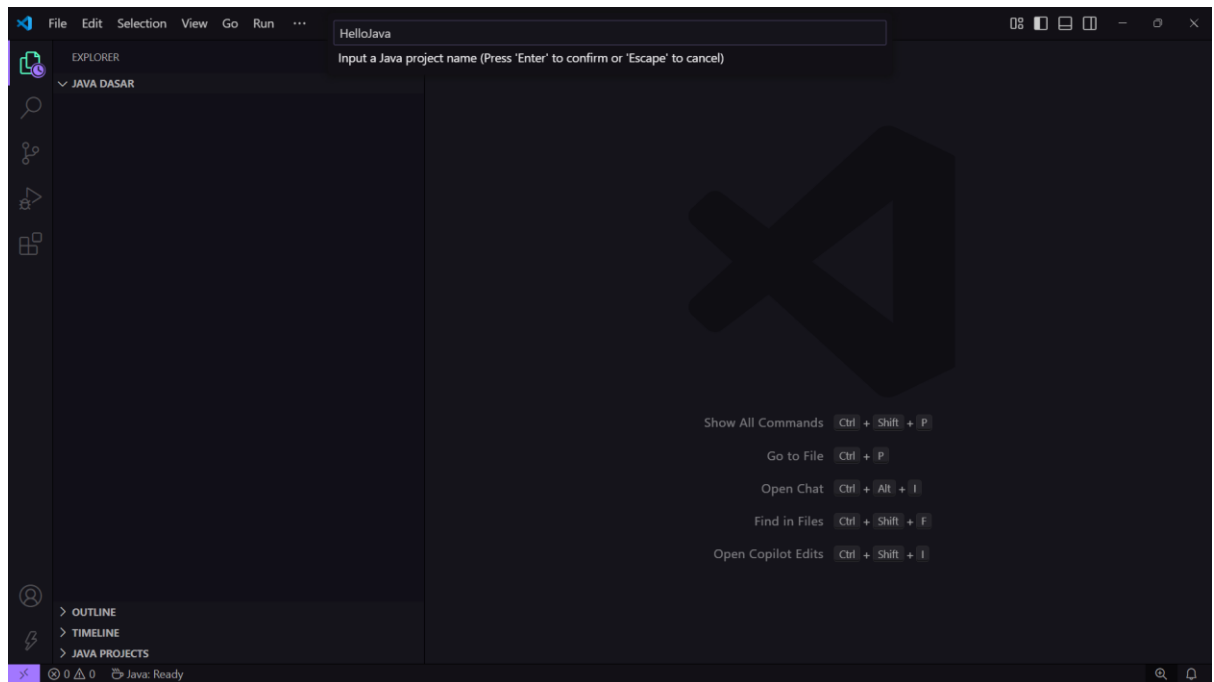 File Edit Selection View Go Run ···
HelloJava
Input a Java project name (Press 'Enter' to confirm or 'Escape' to cancel)
EXPLORER
JAVA DASAR
Show All Commands Ctrl + Shift + P
Go to File Ctrl + P
Open Chat Ctrl + Alt + I
Find in Files Ctrl + Shift + F
Open Copilot Edits Ctrl + Shift + I
OUTLINE
TIMELINE
JAVA PROJECTS
0 0 Java: Ready